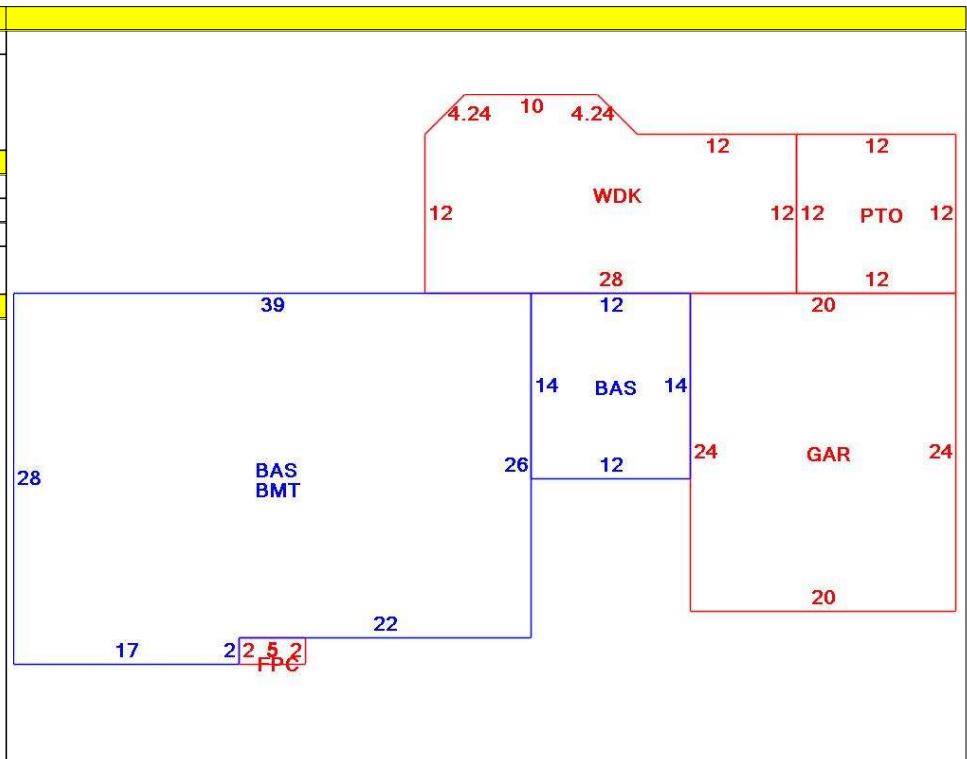 4.24 10 4.24
12 12
WDK
12 12 12 PTO 12
28 12
39 12 20
14 BAS 14
24 GAR 24
28 BAS 26 12
BMT
20
22
17 2 2 5 2
FPC